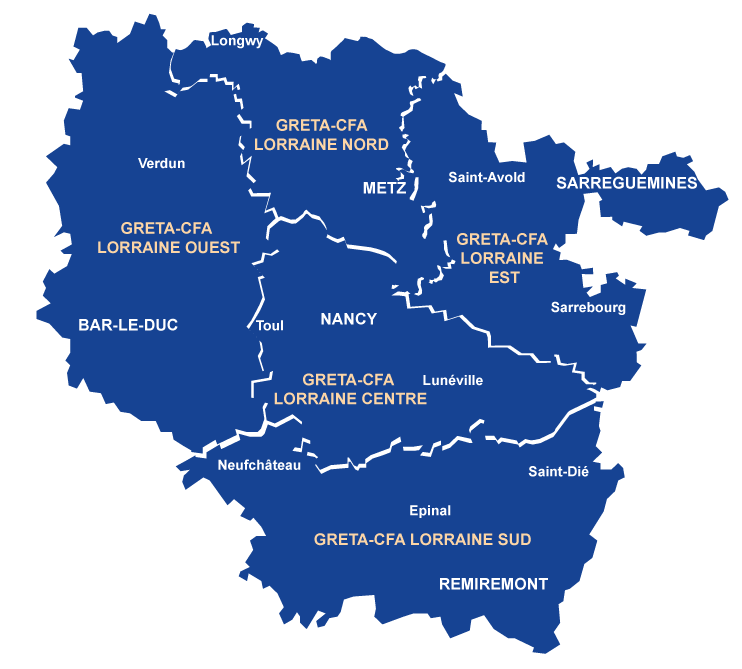 Longwy
GRETA-CFA
LORRAINE NORD
Verdun
METZ
Saint-Avold
SARREGUEMINES
GRETA-CFA
LORRAINE OUEST
GRETA-CFA
LORRAINE
EST
Sarrebourg
BAR-LE-DUC
Toul
NANCY
GRETA-CFA
LORRAINE CENTRE
Lunéville
Neufchâteau
Saint-Dié
Epinal
GRETA-CFA LORRAINE SUD
REMIREMONT